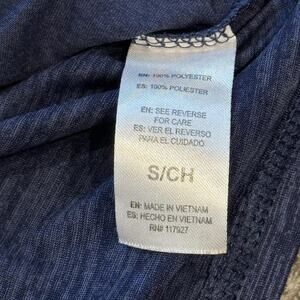 EN: 100% POLYESTER
ES: 100% POLIESTER
EN: SEE REVERSE
FOR CARE
ES: VER EL REVERSO
PARA EL CUIDADO
S/CH
EN: MADE IN VIETNAM
ES: HECHO EN VIETNAM
RN# 117927